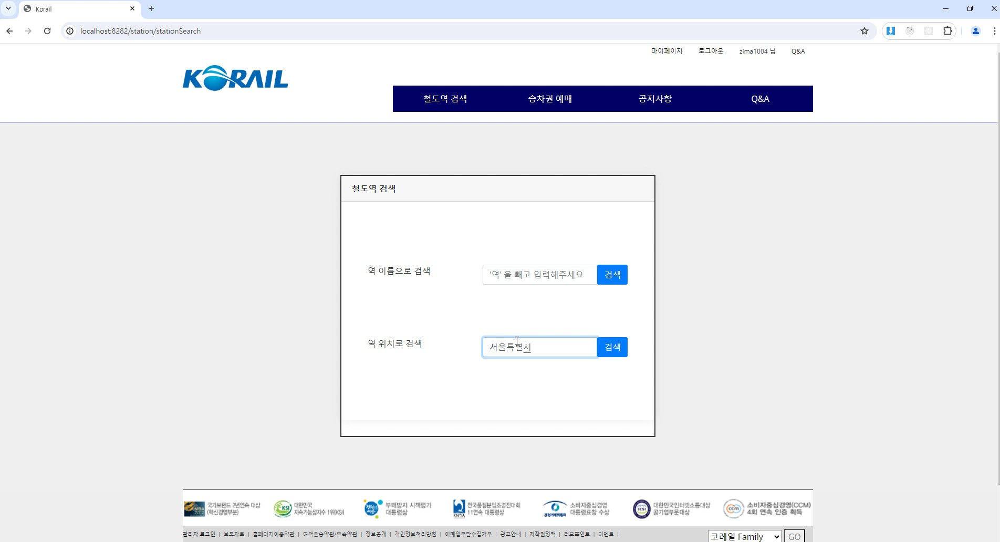 Korail
localhost:8282/station/stationSearch
마이페이지 로그아웃 zima1004 님 Q&A
KORAIL
철도역 검색 승차권 예매 공지사항 Q&A
철도역 검색
역 이름으로 검색 '역' 을 빼고 입력해주세요 검색
역 위치로 검색 서울특별시 검색
NBA 2012 국가브랜드 2년연속 대상 (혁신경영부분)
KSI 대한민국 지속가능성지수 1위(KSI)
부패방지 시책평가 대통령상
전국품질분임조경진대회 11연속 대통령상
공정거래위원회 소비자중심경영 대통령표창 수상
ICSI 대한민국인터넷소통대상 공기업부문대상
ccm 소비자중심경영(CCM) 4회 연속 인증 획득
관리자 로그인 | 보도자료 | 홈페이지이용약관 | 여객운송약관/부속약관 | 정보공개 | 개인정보처리방침 | 이메일무단수집거부 | 광고안내 | 저작권정책 | 러브포인트 | 이벤트 |
코레일 Family GO